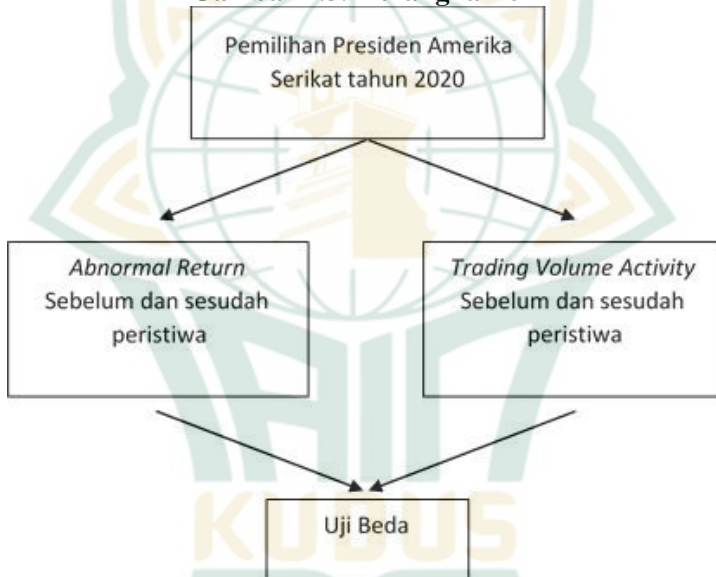 Pemilihan Presiden Amerika
Serikat tahun 2020
Abnormal Return
Sebelum dan sesudah
peristiwa
Trading Volume Activity
Sebelum dan sesudah
peristiwa
Uji Beda
KUDUS